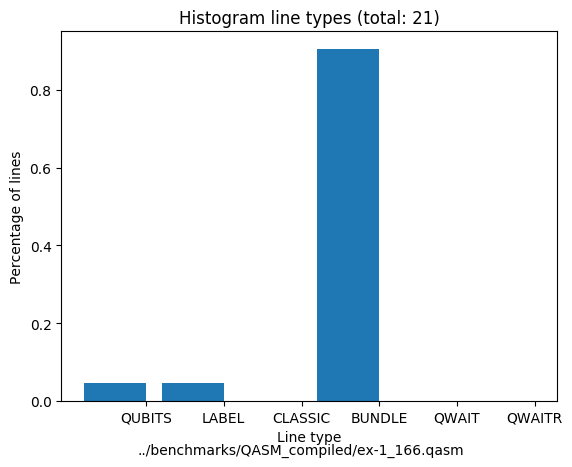 Histogram line types (total: 21)
Percentage of lines
0.8
0.6
0.4
0.2
0.0
QUBITS LABEL CLASSIC BUNDLE QWAIT QWAITR
Line type
../benchmarks/QASM_compiled/ex-1_166.qasm